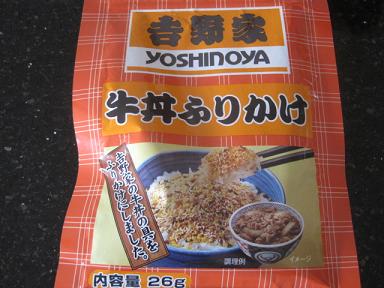 吉野家
YOSHINOYA
牛丼ふりかけ
吉野家の牛丼の具を
ふりかけにしました。
調理例
イメージ
内容量 26g